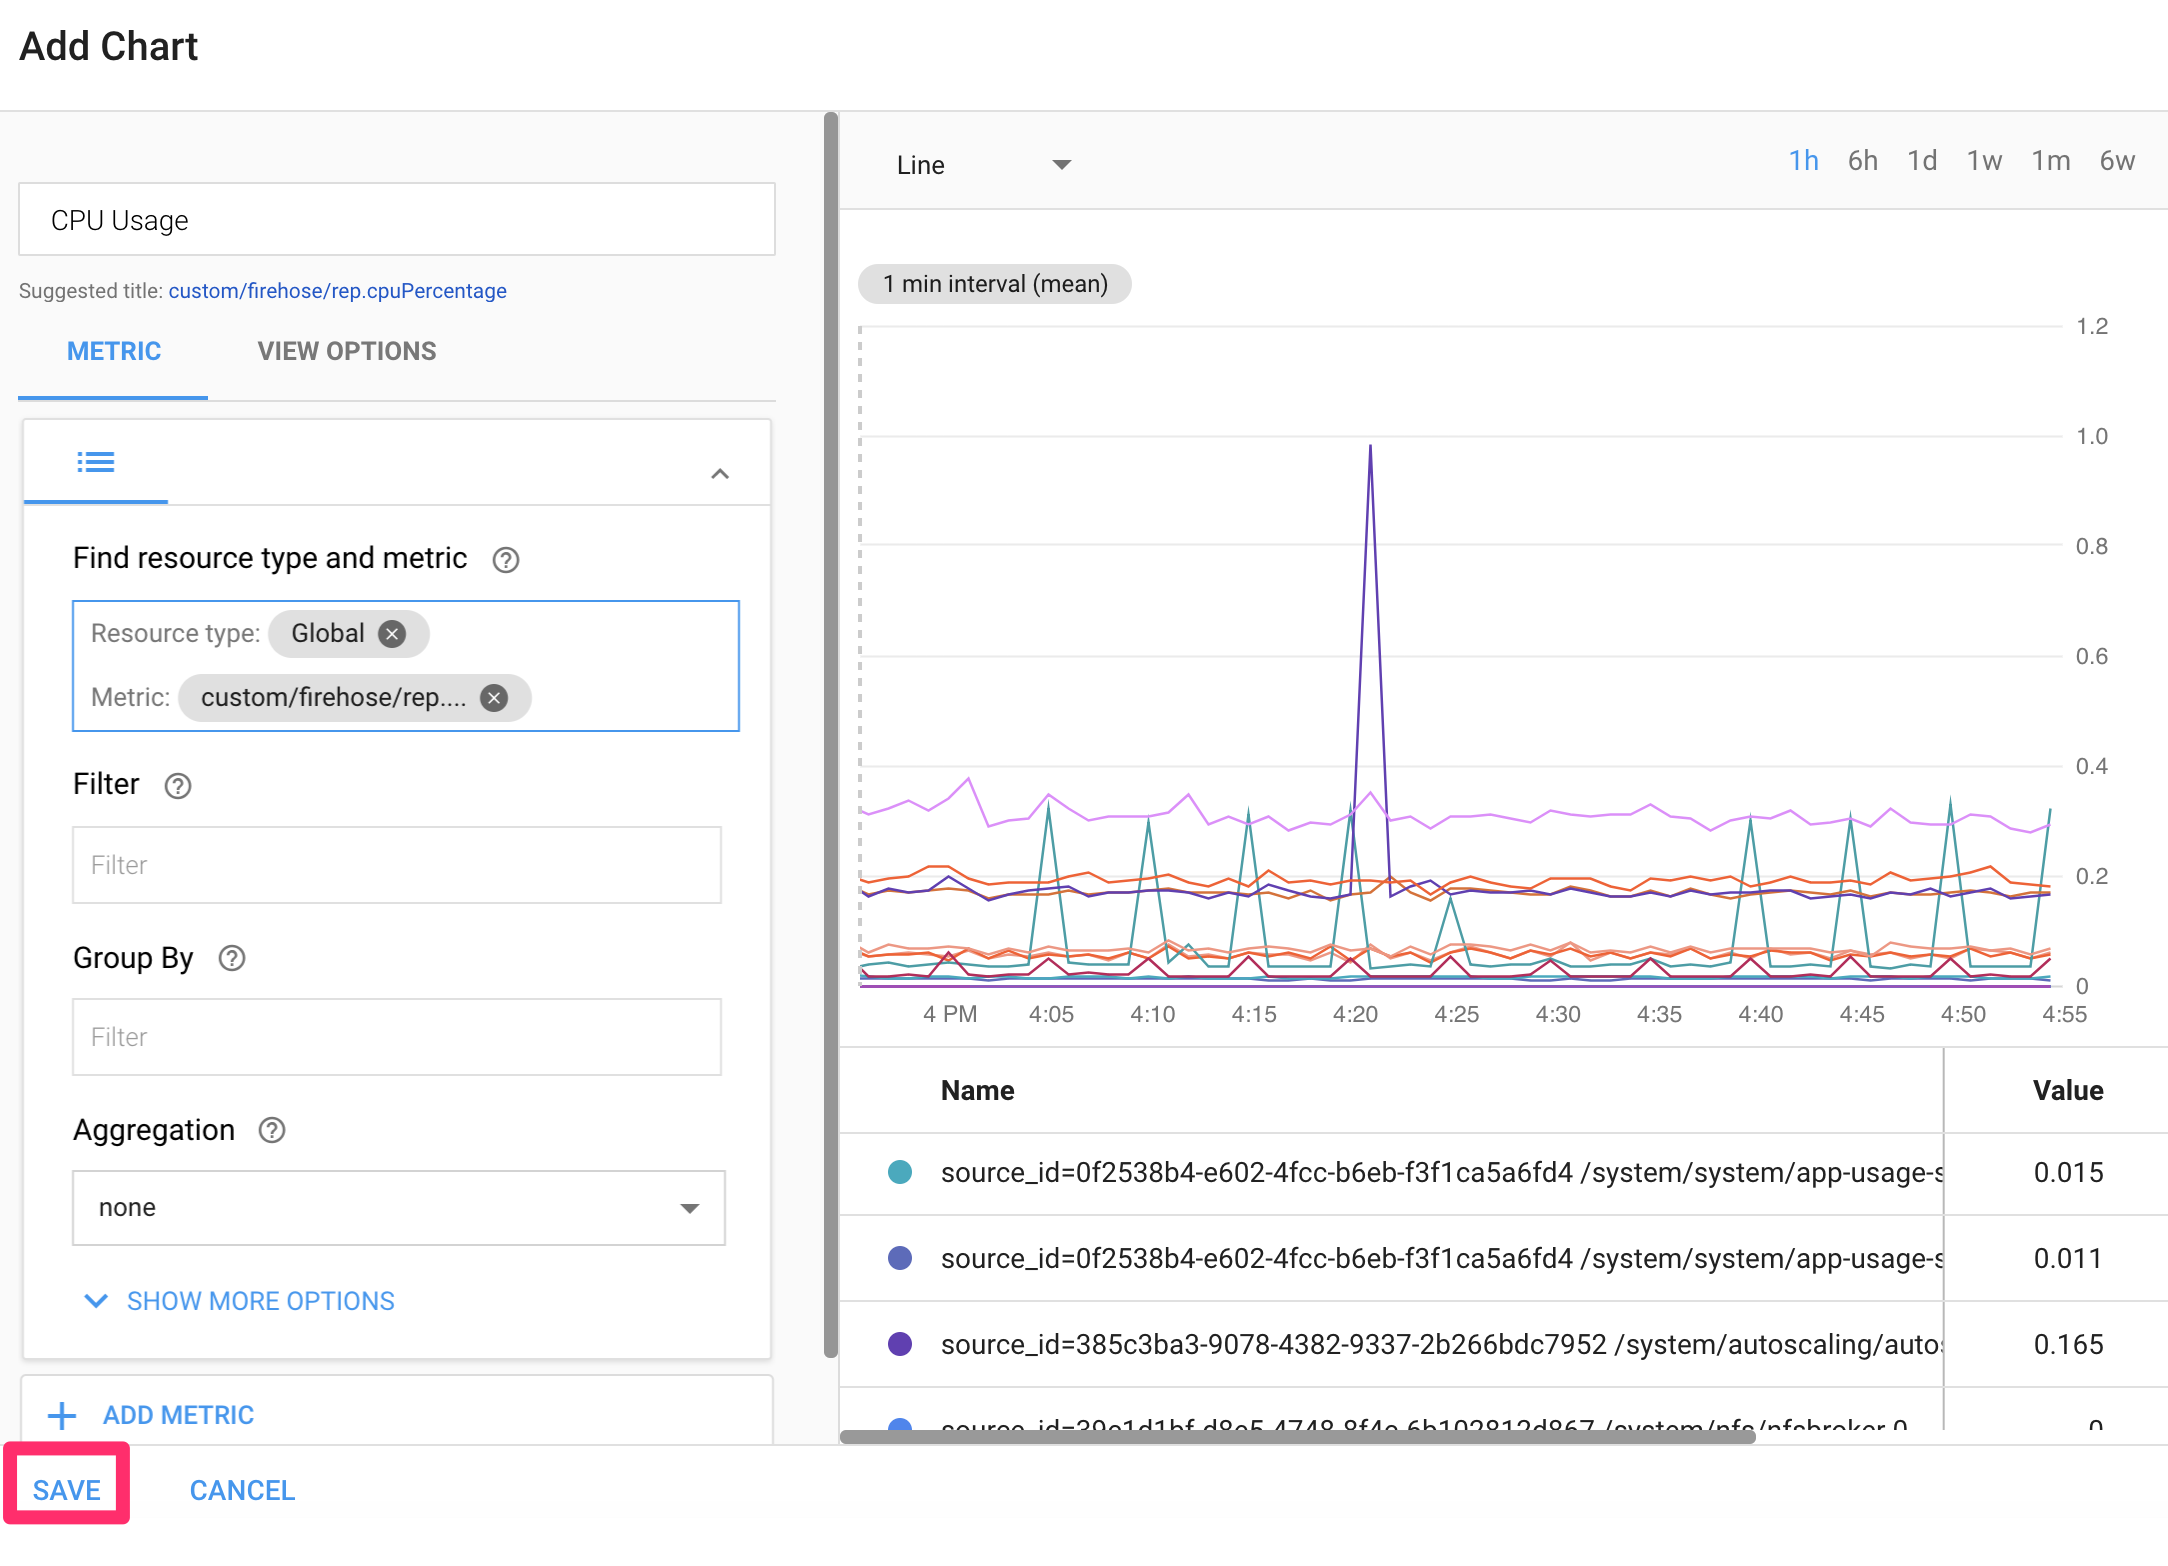 Add Chart
CPU Usage
Suggested title: custom/firehose/rep.cpuPercentage
METRIC VIEW OPTIONS
Find resource type and metric
Resource type: Global
Metric: custom/firehose/rep....
Filter
Filter
Group By
Filter
Aggregation
none
SHOW MORE OPTIONS
ADD METRIC
SAVE CANCEL
Line 1h 6h 1d 1w 1m 6w
1 min interval (mean)
1.2
1.0
0.8
0.6
0.4
0.2
0
4 PM 4:05 4:10 4:15 4:20 4:25 4:30 4:35 4:40 4:45 4:50 4:55
Name Value
source_id=0f2538b4-e602-4fcc-b6eb-f3f1ca5a6fd4 /system/system/app-usage-s 0.015
source_id=0f2538b4-e602-4fcc-b6eb-f3f1ca5a6fd4 /system/system/app-usage-s 0.011
source_id=385c3ba3-9078-4382-9337-2b266bdc7952 /system/autoscaling/autos 0.165
/system/nfs/nfsbroker 0 0